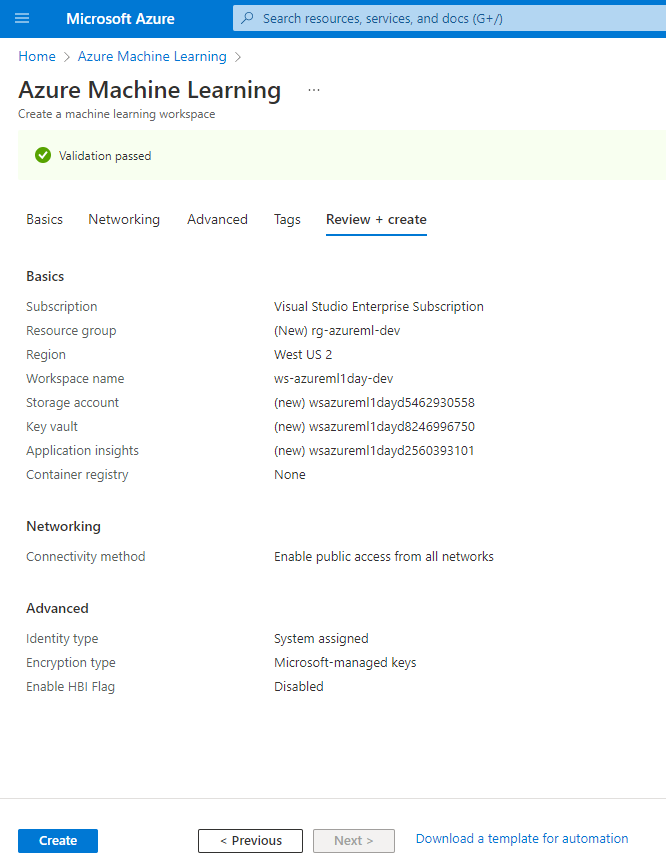 Microsoft Azure
Search resources, services, and docs (G+/)
Home > Azure Machine Learning >
Azure Machine Learning ...
Create a machine learning workspace
Validation passed
Basics Networking Advanced Tags Review + create
Basics
Subscription Visual Studio Enterprise Subscription
Resource group (New) rg-azureml-dev
Region West US 2
Workspace name ws-azureml1day-dev
Storage account (new) wsazureml1dayd5462930558
Key vault (new) wsazureml1dayd8246996750
Application insights (new) wsazureml1dayd2560393101
Container registry None
Networking
Connectivity method Enable public access from all networks
Advanced
Identity type System assigned
Encryption type Microsoft-managed keys
Enable HBI Flag Disabled
Create < Previous Next > Download a template for automation